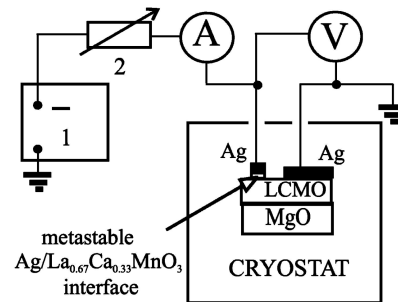 A
V
2
–
1
Ag
Ag
LCMO
MgO
metastable
Ag/La₀.₆₇Ca₀.₃₃MnO₃
interface
CRYOSTAT